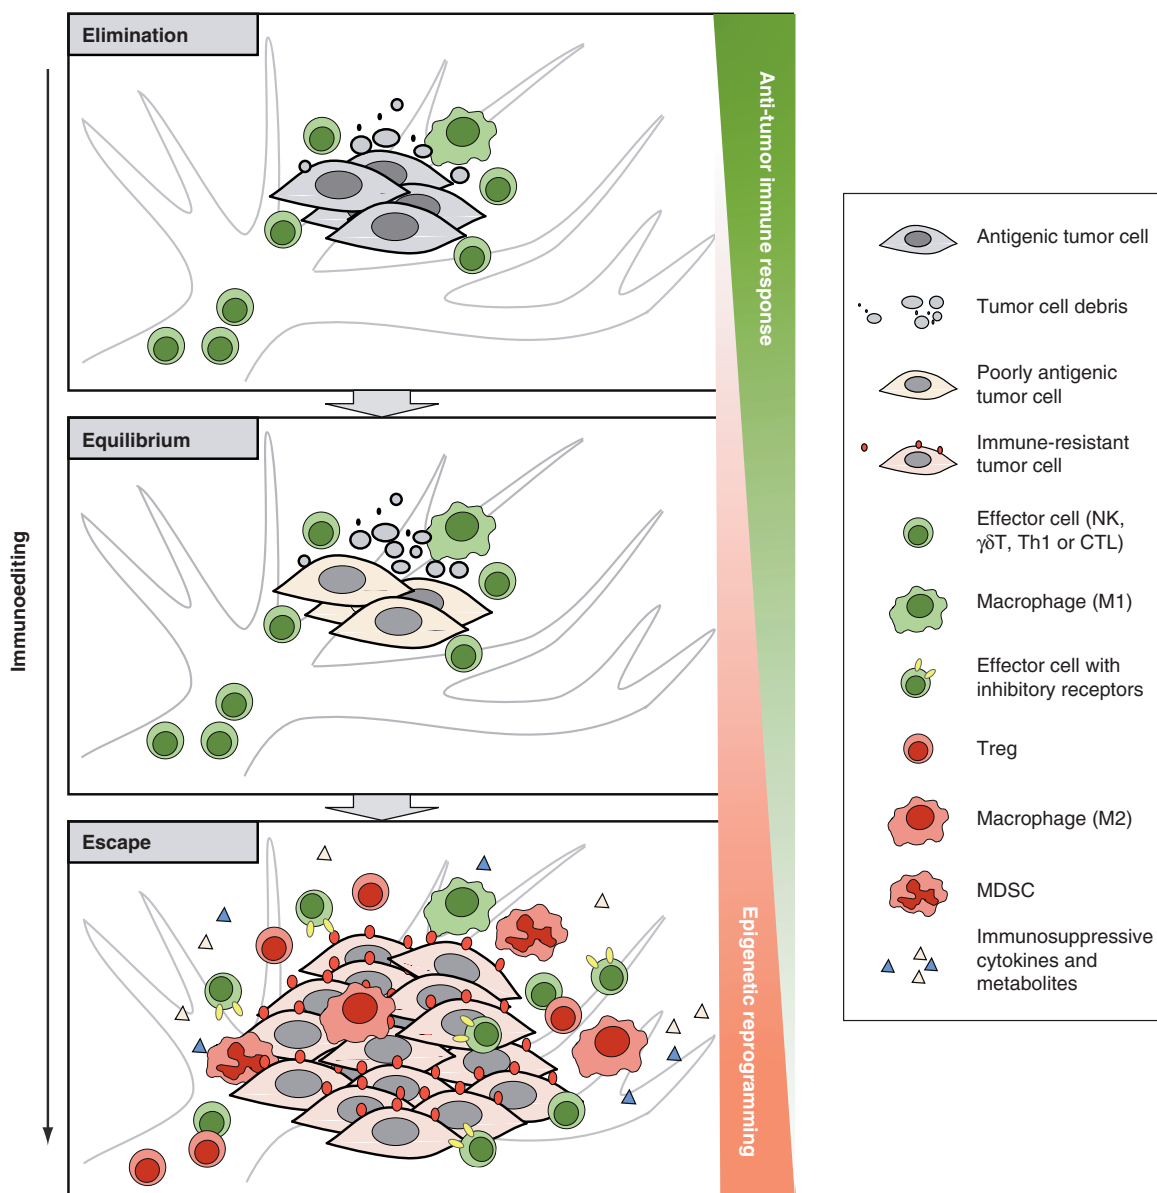 Elimination
Anti-tumor immune response
Equilibrium
Immunoediting
Escape
Epigenetic reprogramming
Antigenic tumor cell
Tumor cell debris
Poorly antigenic
tumor cell
Immune-resistant
tumor cell
Effector cell (NK,
γδT, Th1 or CTL)
Macrophage (M1)
Effector cell with
inhibitory receptors
Treg
Macrophage (M2)
MDSC
Immunosuppressive
cytokines and
metabolites